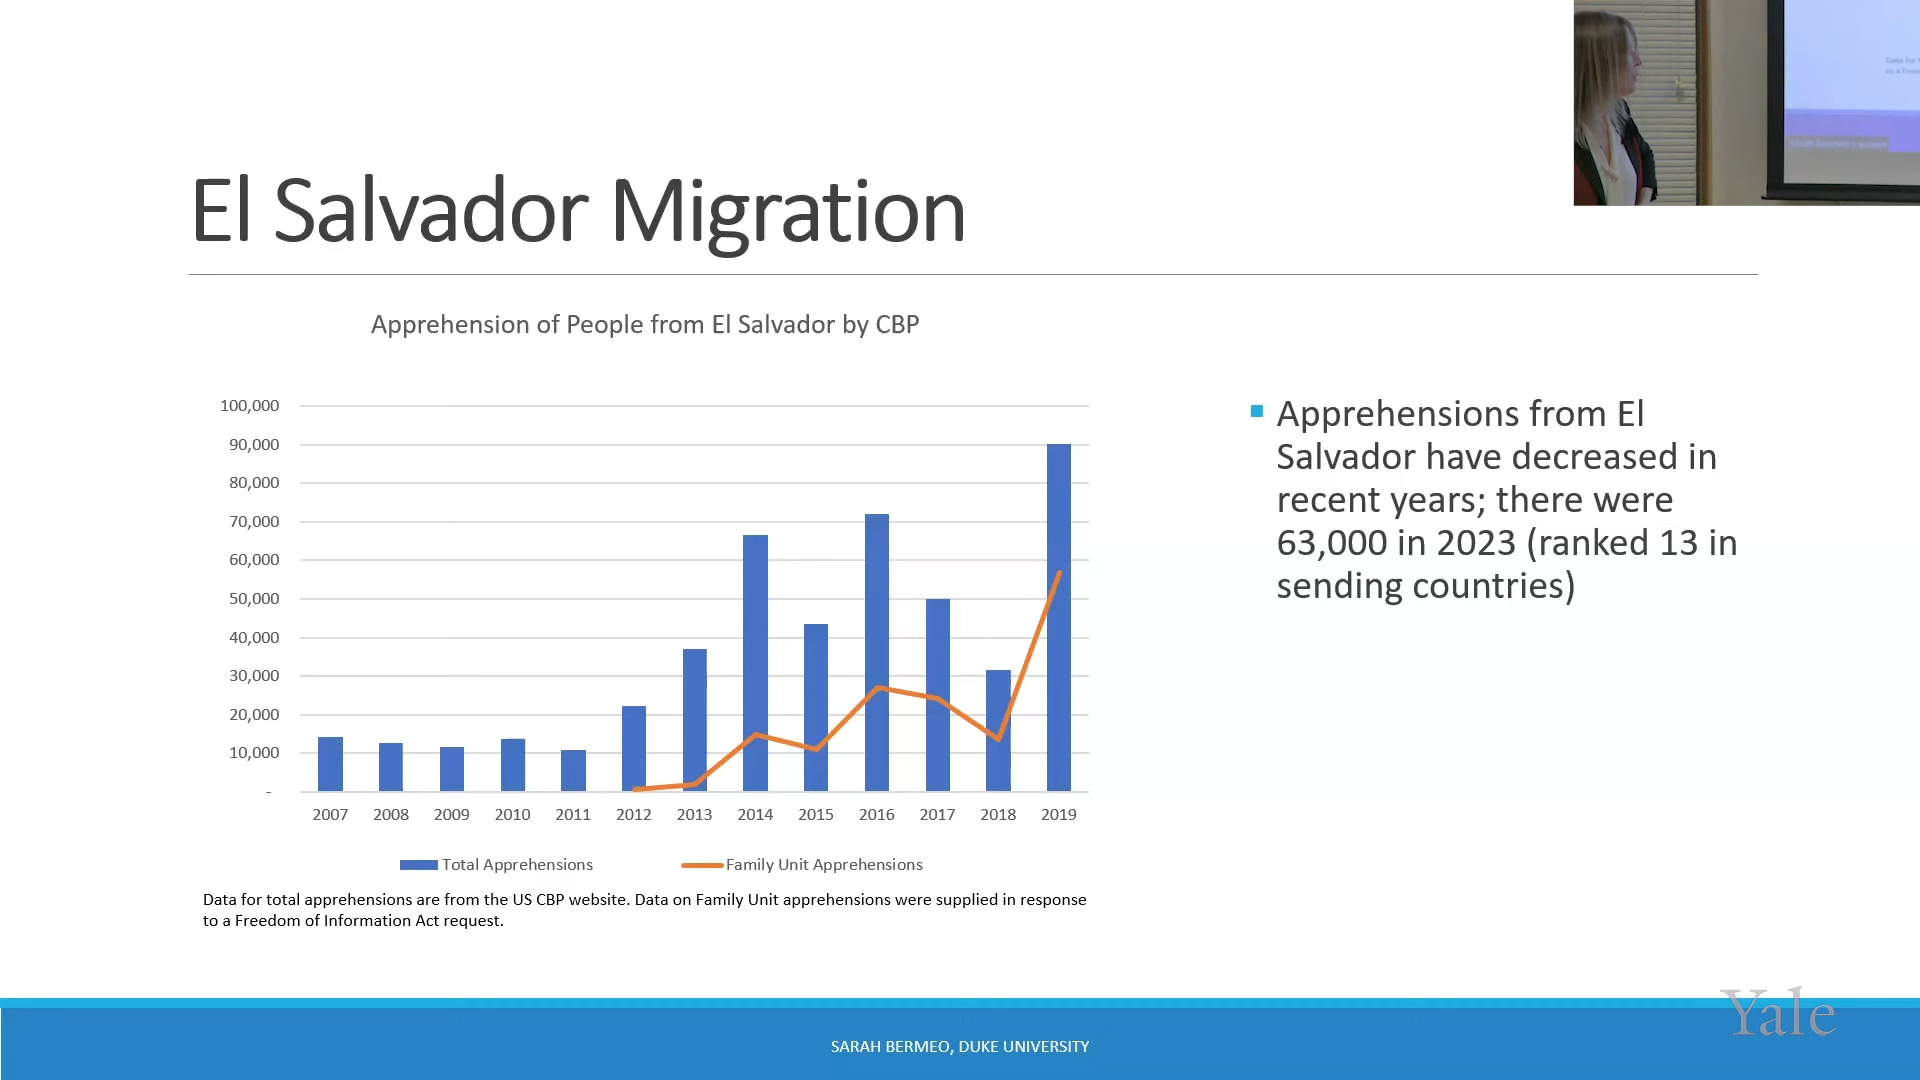 El Salvador Migration
Apprehension of People from El Salvador by CBP
100,000
90,000
80,000
70,000
60,000
50,000
40,000
30,000
20,000
10,000
-
2007 2008 2009 2010 2011 2012 2013 2014 2015 2016 2017 2018 2019
Total Apprehensions Family Unit Apprehensions
Data for total apprehensions are from the US CBP website. Data on Family Unit apprehensions were supplied in response
to a Freedom of Information Act request.
Apprehensions from El
Salvador have decreased in
recent years; there were
63,000 in 2023 (ranked 13 in
sending countries)
Yale
SARAH BERMEO, DUKE UNIVERSITY